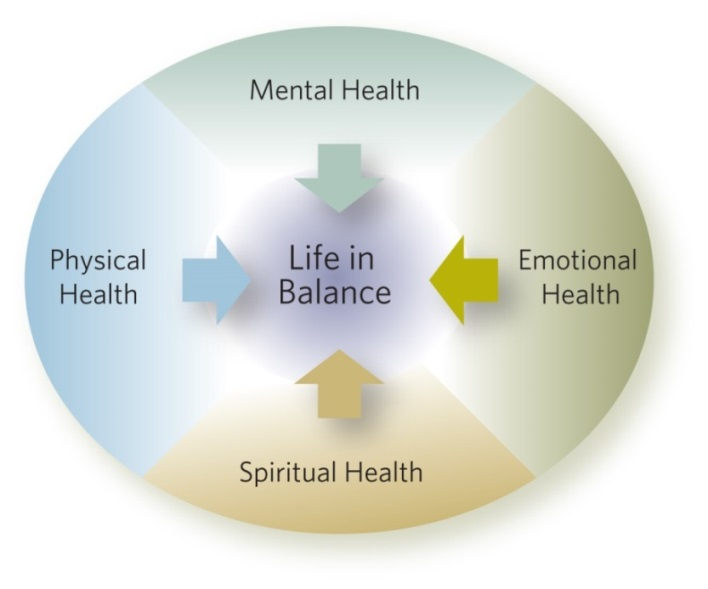 Mental Health
Physical
Health
Life in
Balance
Emotional
Health
Spiritual Health